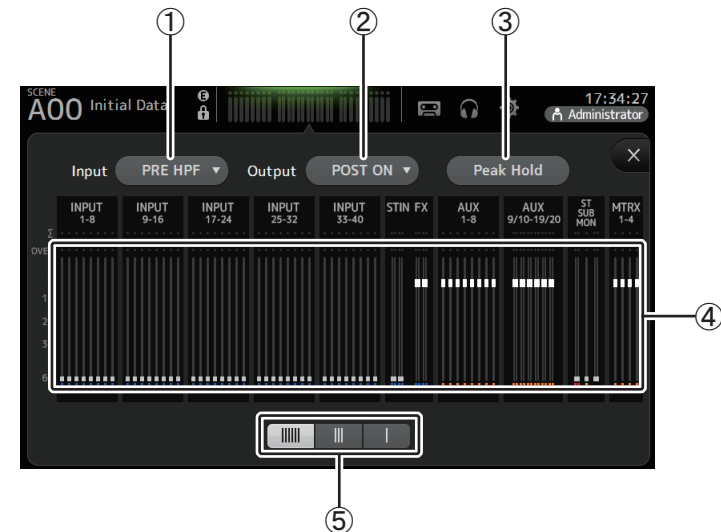 ① ② ③
SCENE
A00 Initial Data E 17:34:27
Administrator
Input PRE HPF Output POST ON Peak Hold
INPUT 1-8 INPUT 9-16 INPUT 17-24 INPUT 25-32 INPUT 33-40 STIN FX AUX 1-8 AUX 9/10-19/20 ST SUB MON MTRX 1-4
Σ
OVE
1
2
3
6
④
⑤